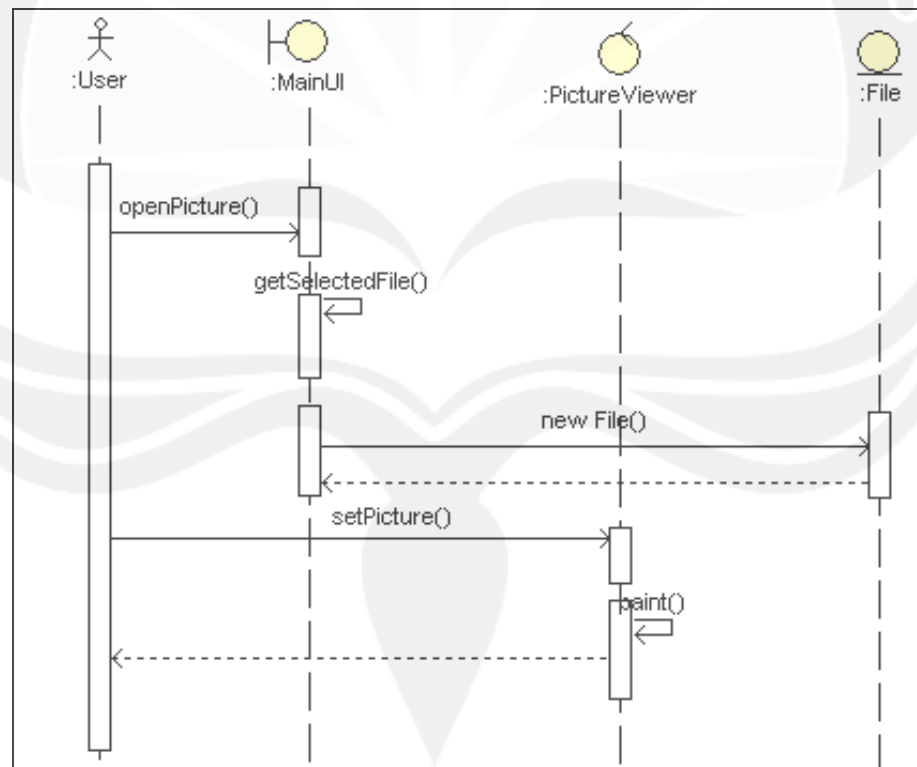 :User
:MainUI
:PictureViewer
:File
openPicture()
getSelectedFile()
new File()
setPicture()
paint()